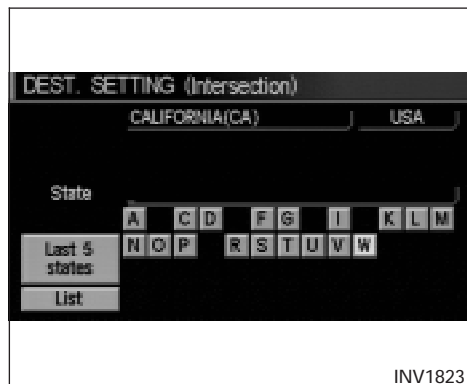 DEST. SETTING (Intersection)
CALIFORNIA(CA) USA
State
A C D F G I K L M
N O P R S T U V W
Last 5
states
List
INV1823